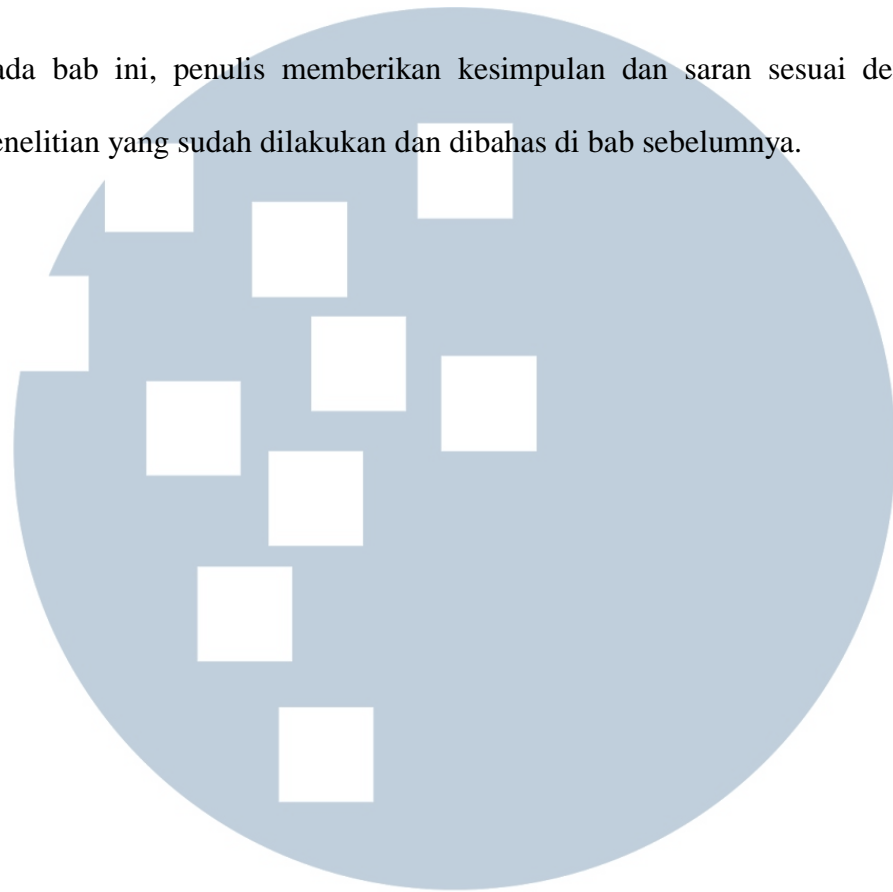 ada bab ini, penulis memberikan kesimpulan dan saran sesuai de
enelitian yang sudah dilakukan dan dibahas di bab sebelumnya.